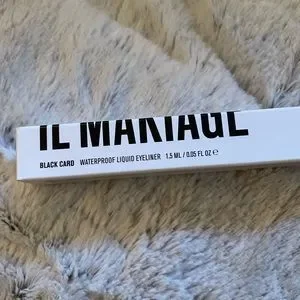 IL MAKIAGE
BLACK CARD WATERPROOF LIQUID EYELINER 1.5 ML / 0.05 FL OZ ℮